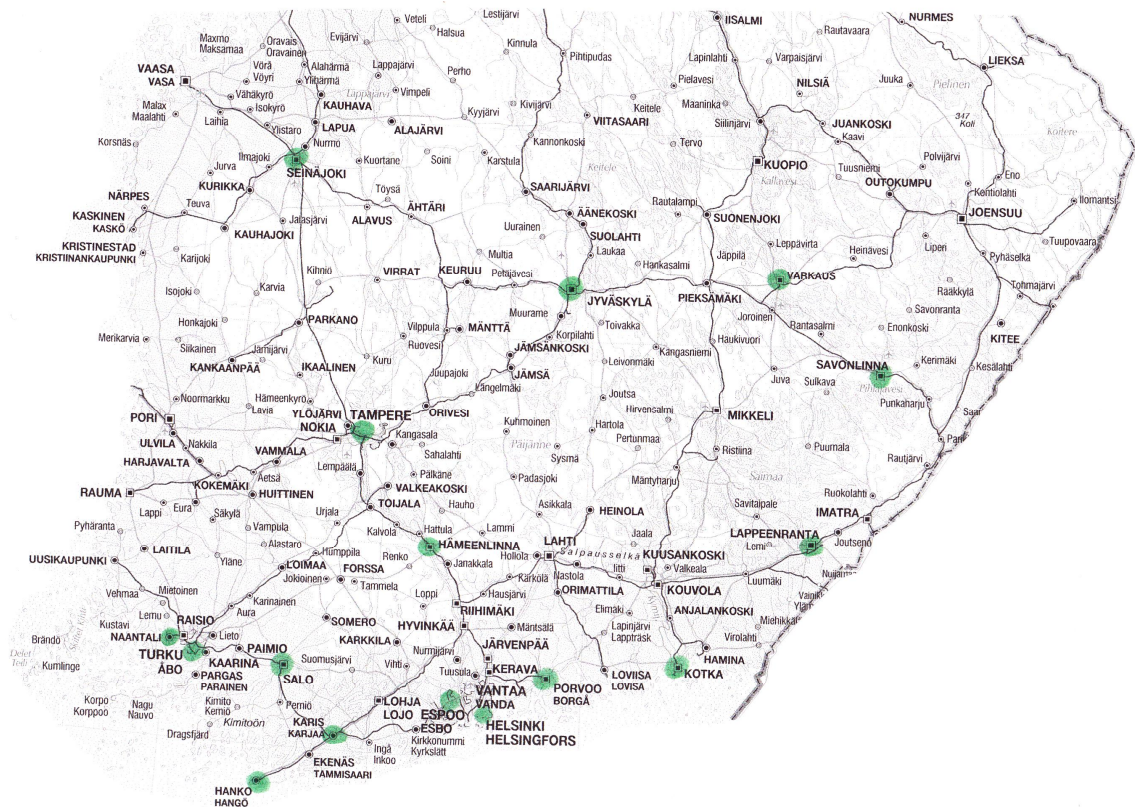 Veteli
Halsua
Lestijärvi
IISALMI
NURMES
Rautavaara
Maxmo
Maksamaa
Oravais
Oravainen
Evijärvi
Kinnula
Pihtipudas
Lapinlahti
Varpaisjärvi
LIEKSA
VAASA
VASA
Vörå
Vöyri
Alahärmä
Ylihärmä
Lappajärvi
Lappajärvi
Perho
Vimpeli
Pielavesi
NILSIÄ
Juuka
Pielinen
Vähäkyrö
Isokyrö
KAUHAVA
Kyyjärvi
Kivijärvi
Keitele
Maaninka
Malax
Maalahti
Laihia
Ylistaro
LAPUA
ALAJÄRVI
VIITASAARI
Siilinjärvi
JUANKOSKI
Kaavi
347
Koli
Koitere
Korsnäs
Nurmo
Kannonkoski
Tervo
Ilmajoki
Jurva
SEINÄJOKI
Kuortane
Soini
Karstula
Keitele
KUOPIO
Kallavesi
Tuusniemi
Polvijärvi
Eno
Kontiolahti
NÄRPES
Teuva
KURIKKA
Töysä
ÄHTÄRI
SAARIJÄRVI
OUTOKUMPU
Ilomantsi
KASKINEN
KASKÖ
KAUHAJOKI
Jalasjärvi
ALAVUS
ÄÄNEKOSKI
Rautalampi
SUONENJOKI
JOENSUU
KRISTINESTAD
KRISTIINANKAUPUNKI
Karijoki
Uurainen
SUOLAHTI
Leppävirta
Heinävesi
Liperi
Tuupovaara
Multia
Laukaa
Hankasalmi
Jäppilä
Pyhäselkä
Kihniö
VIRRAT
KEURUU
Petäjävesi
VARKAUS
Isojoki
Karvia
JYVÄSKYLÄ
PIEKSÄMÄKI
Rääkkylä
Tohmajärvi
Honkajoki
PARKANO
Muurame
Joroinen
Savonranta
Merikarvia
Siikainen
Vilppula
Ruovesi
MÄNTTÄ
Korpilahti
Toivakka
Rantasalmi
Enonkoski
KITEE
KANKAANPÄÄ
Jämijärvi
IKAALINEN
Kuru
Juupajoki
JÄMSÄNKOSKI
JÄMSÄ
Leivonmäki
Kangasniemi
Haukivuori
Juva
SAVONLINNA
Kerimäki
Kesälahti
Noormarkku
Lavia
Hämeenkyrö
Längelmäki
Joutsa
Sulkava
Pihlajavesi
Punkaharju
PORI
YLÖJÄRVI
NOKIA
TAMPERE
ORIVESI
Kuhmoinen
Hirvensalmi
MIKKELI
Saari
ULVILA
Nakkila
Kangasala
Sahalahti
Päijänne
Hartola
Pertunmaa
Puumala
HARJAVALTA
VAMMALA
Lempäälä
Pälkäne
Sysmä
Ristiina
Rautjärvi
KOKEMÄKI
Äetsä
VALKEAKOSKI
Padasjoki
Mäntyharju
Saimaa
RAUMA
HUITTINEN
TOIJALA
Hauho
Asikkala
HEINOLA
Savitaipale
Ruokolahti
Lappi
Eura
Säkylä
Urjala
IMATRA
Pyhäranta
Vampula
Kalvola
Hattula
Lammi
Jaala
LAPPEENRANTA
Lemi
Joutseno
LAITILA
Alastaro
Humppila
Renko
HÄMEENLINNA
LAHTI
Hollola
Salpausselkä
KUUSANKOSKI
UUSIKAUPUNKI
Yläne
LOIMAA
FORSSA
Janakkala
Nastola
Iitti
Valkeala
Luumäki
Jokioinen
Tammela
Kärkölä
KOUVOLA
Vehmaa
Mietoinen
Karinainen
Loppi
Hausjärvi
ORIMATTILA
ANJALANKOSKI
Lemu
Aura
RIIHIMÄKI
Elimäki
Miehikkälä
Kustavi
RAISIO
SOMERO
HYVINKÄÄ
Mäntsälä
Lapinjärvi
Lappträsk
Virolahti
NAANTALI
Lieto
KARKKILA
JÄRVENPÄÄ
HAMINA
Brändö
TURKU
ÅBO
PAIMIO
KAARINA
Nurmijärvi
KERAVA
Delet
Teili
Kumlinge
Suomusjärvi
Vihti
Tuusula
LOVIISA
LOVISA
KOTKA
PARGAS
PARAINEN
SALO
VANTAA
VANDA
PORVOO
BORGÅ
Korpo
Korppoo
Nagu
Nauvo
Kimito
Kemiö
Perniö
LOHJA
LOJO
ESPOO
ESBO
Kimitoön
Dragsfjärd
KARIS
KARJAA
HELSINKI
HELSINGFORS
Ingå
Inkoo
Kirkkonummi
Kyrkslätt
EKENÄS
TAMMISAARI
HANKO
HANGÖ